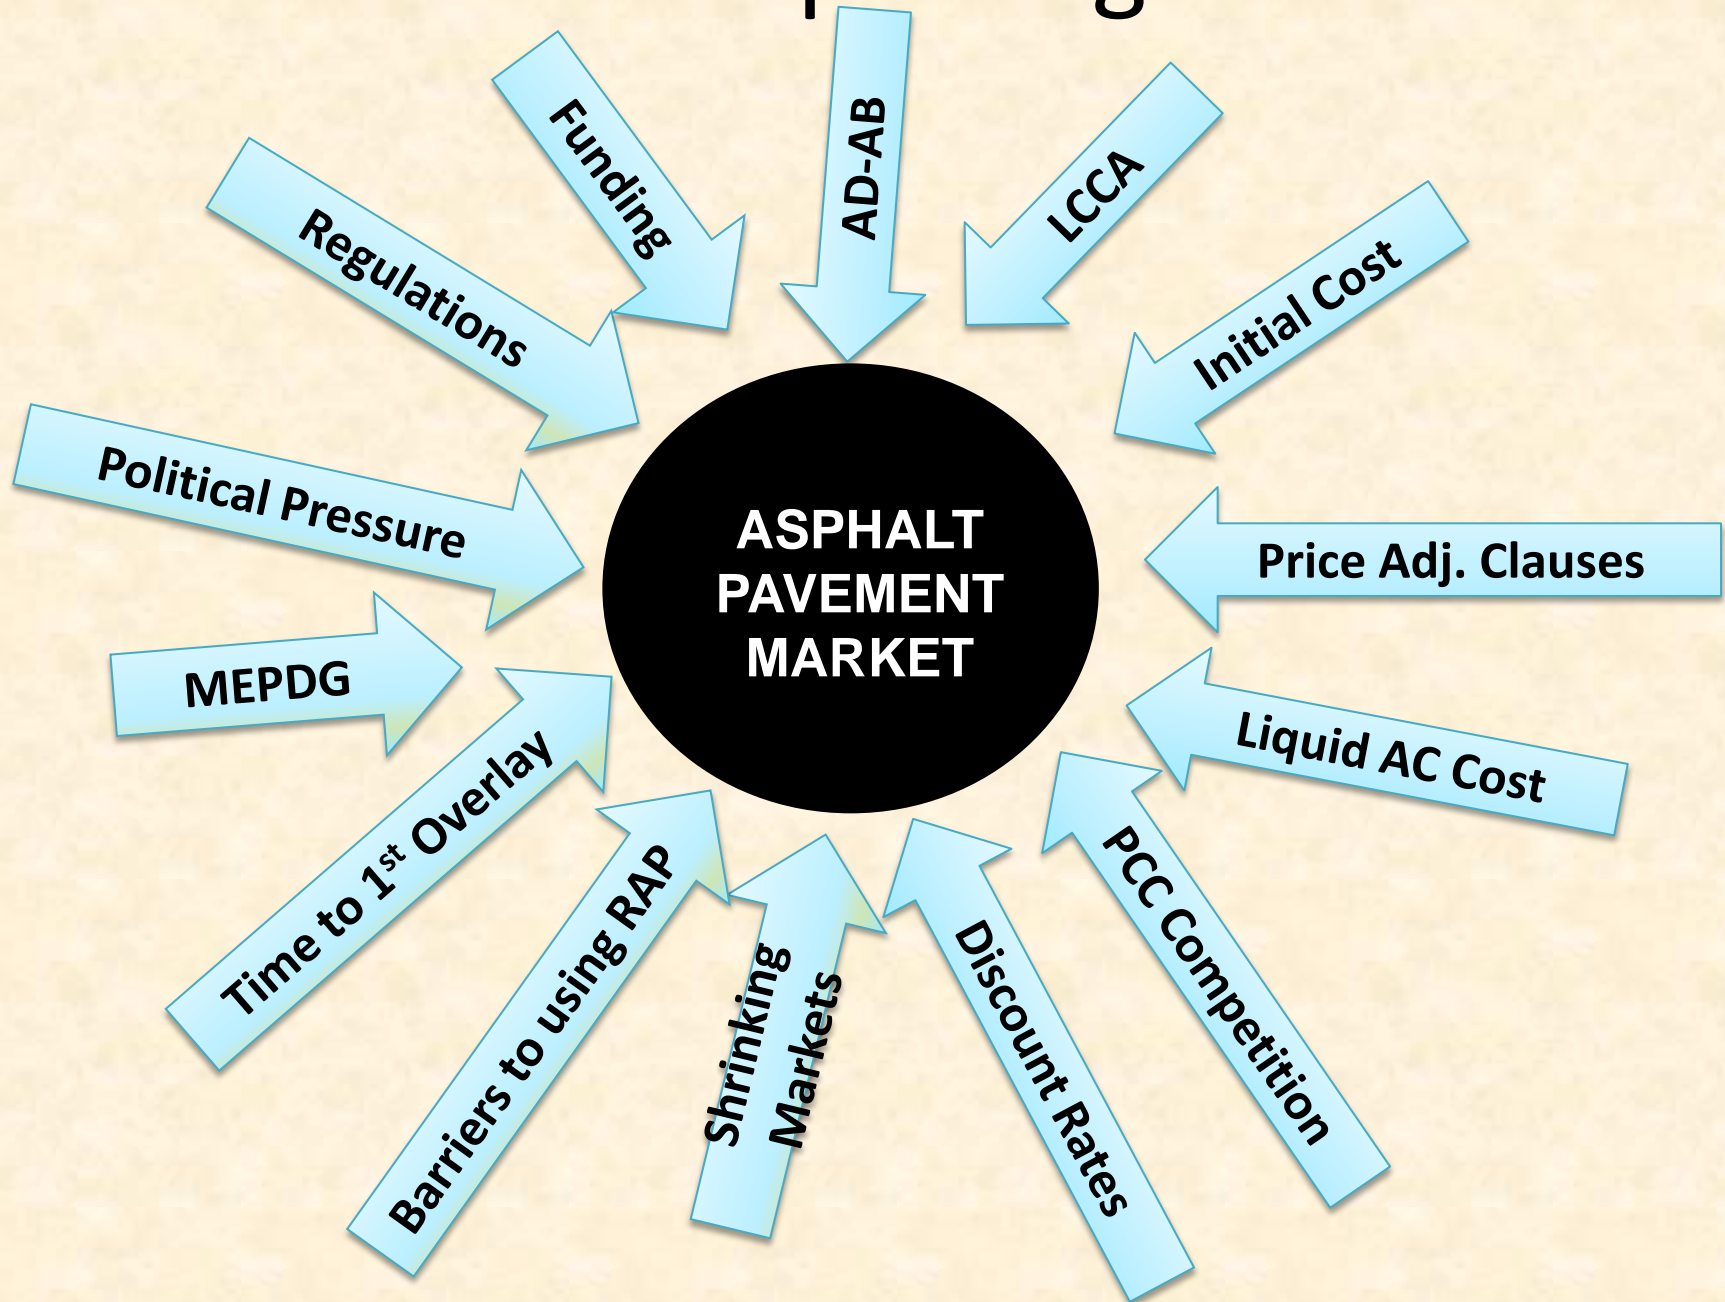 AD-AB
Funding
LCCA
Regulations
Initial Cost
Political Pressure
ASPHALT
PAVEMENT
MARKET
Price Adj. Clauses
MEPDG
Liquid AC Cost
Time to 1st Overlay
PCC Competition
Barriers to using RAP
Shrinking
Markets
Discount Rates